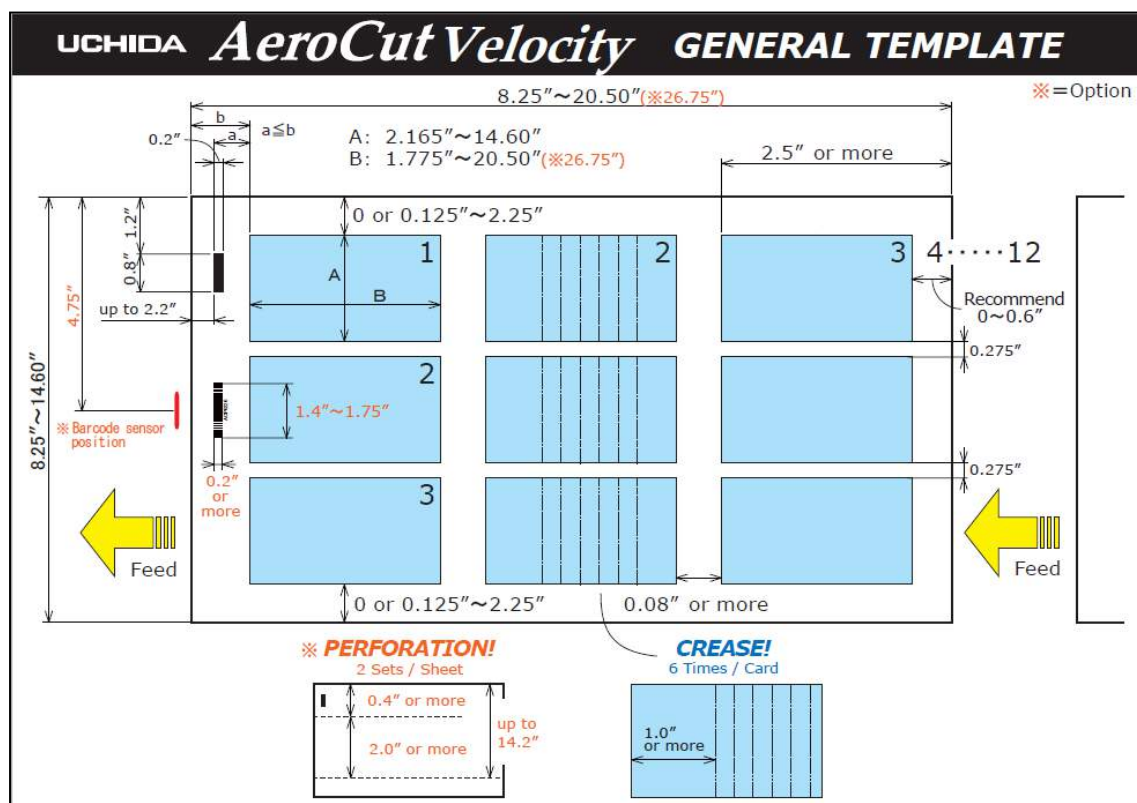 UCHIDA AeroCut Velocity GENERAL TEMPLATE
※=Option
8.25″~20.50″(※26.75″)
b
a
a≦b
0.2″
A: 2.165″~14.60″
B: 1.775″~20.50″(※26.75″)
2.5″ or more
1.2″
0.8″
4.75″
8.25″~14.60″
0 or 0.125″~2.25″
up to 2.2″
A
B
1
2
3
4·····12
Recommend
0~0.6″
0.275″
2
1.4″~1.75″
※ Barcode sensor
position
0.2″
or
more
0.275″
3
Feed
Feed
0 or 0.125″~2.25″
0.08″ or more
※ PERFORATION!
2 Sets / Sheet
0.4″ or more
2.0″ or more
up to
14.2″
CREASE!
6 Times / Card
1.0″
or more